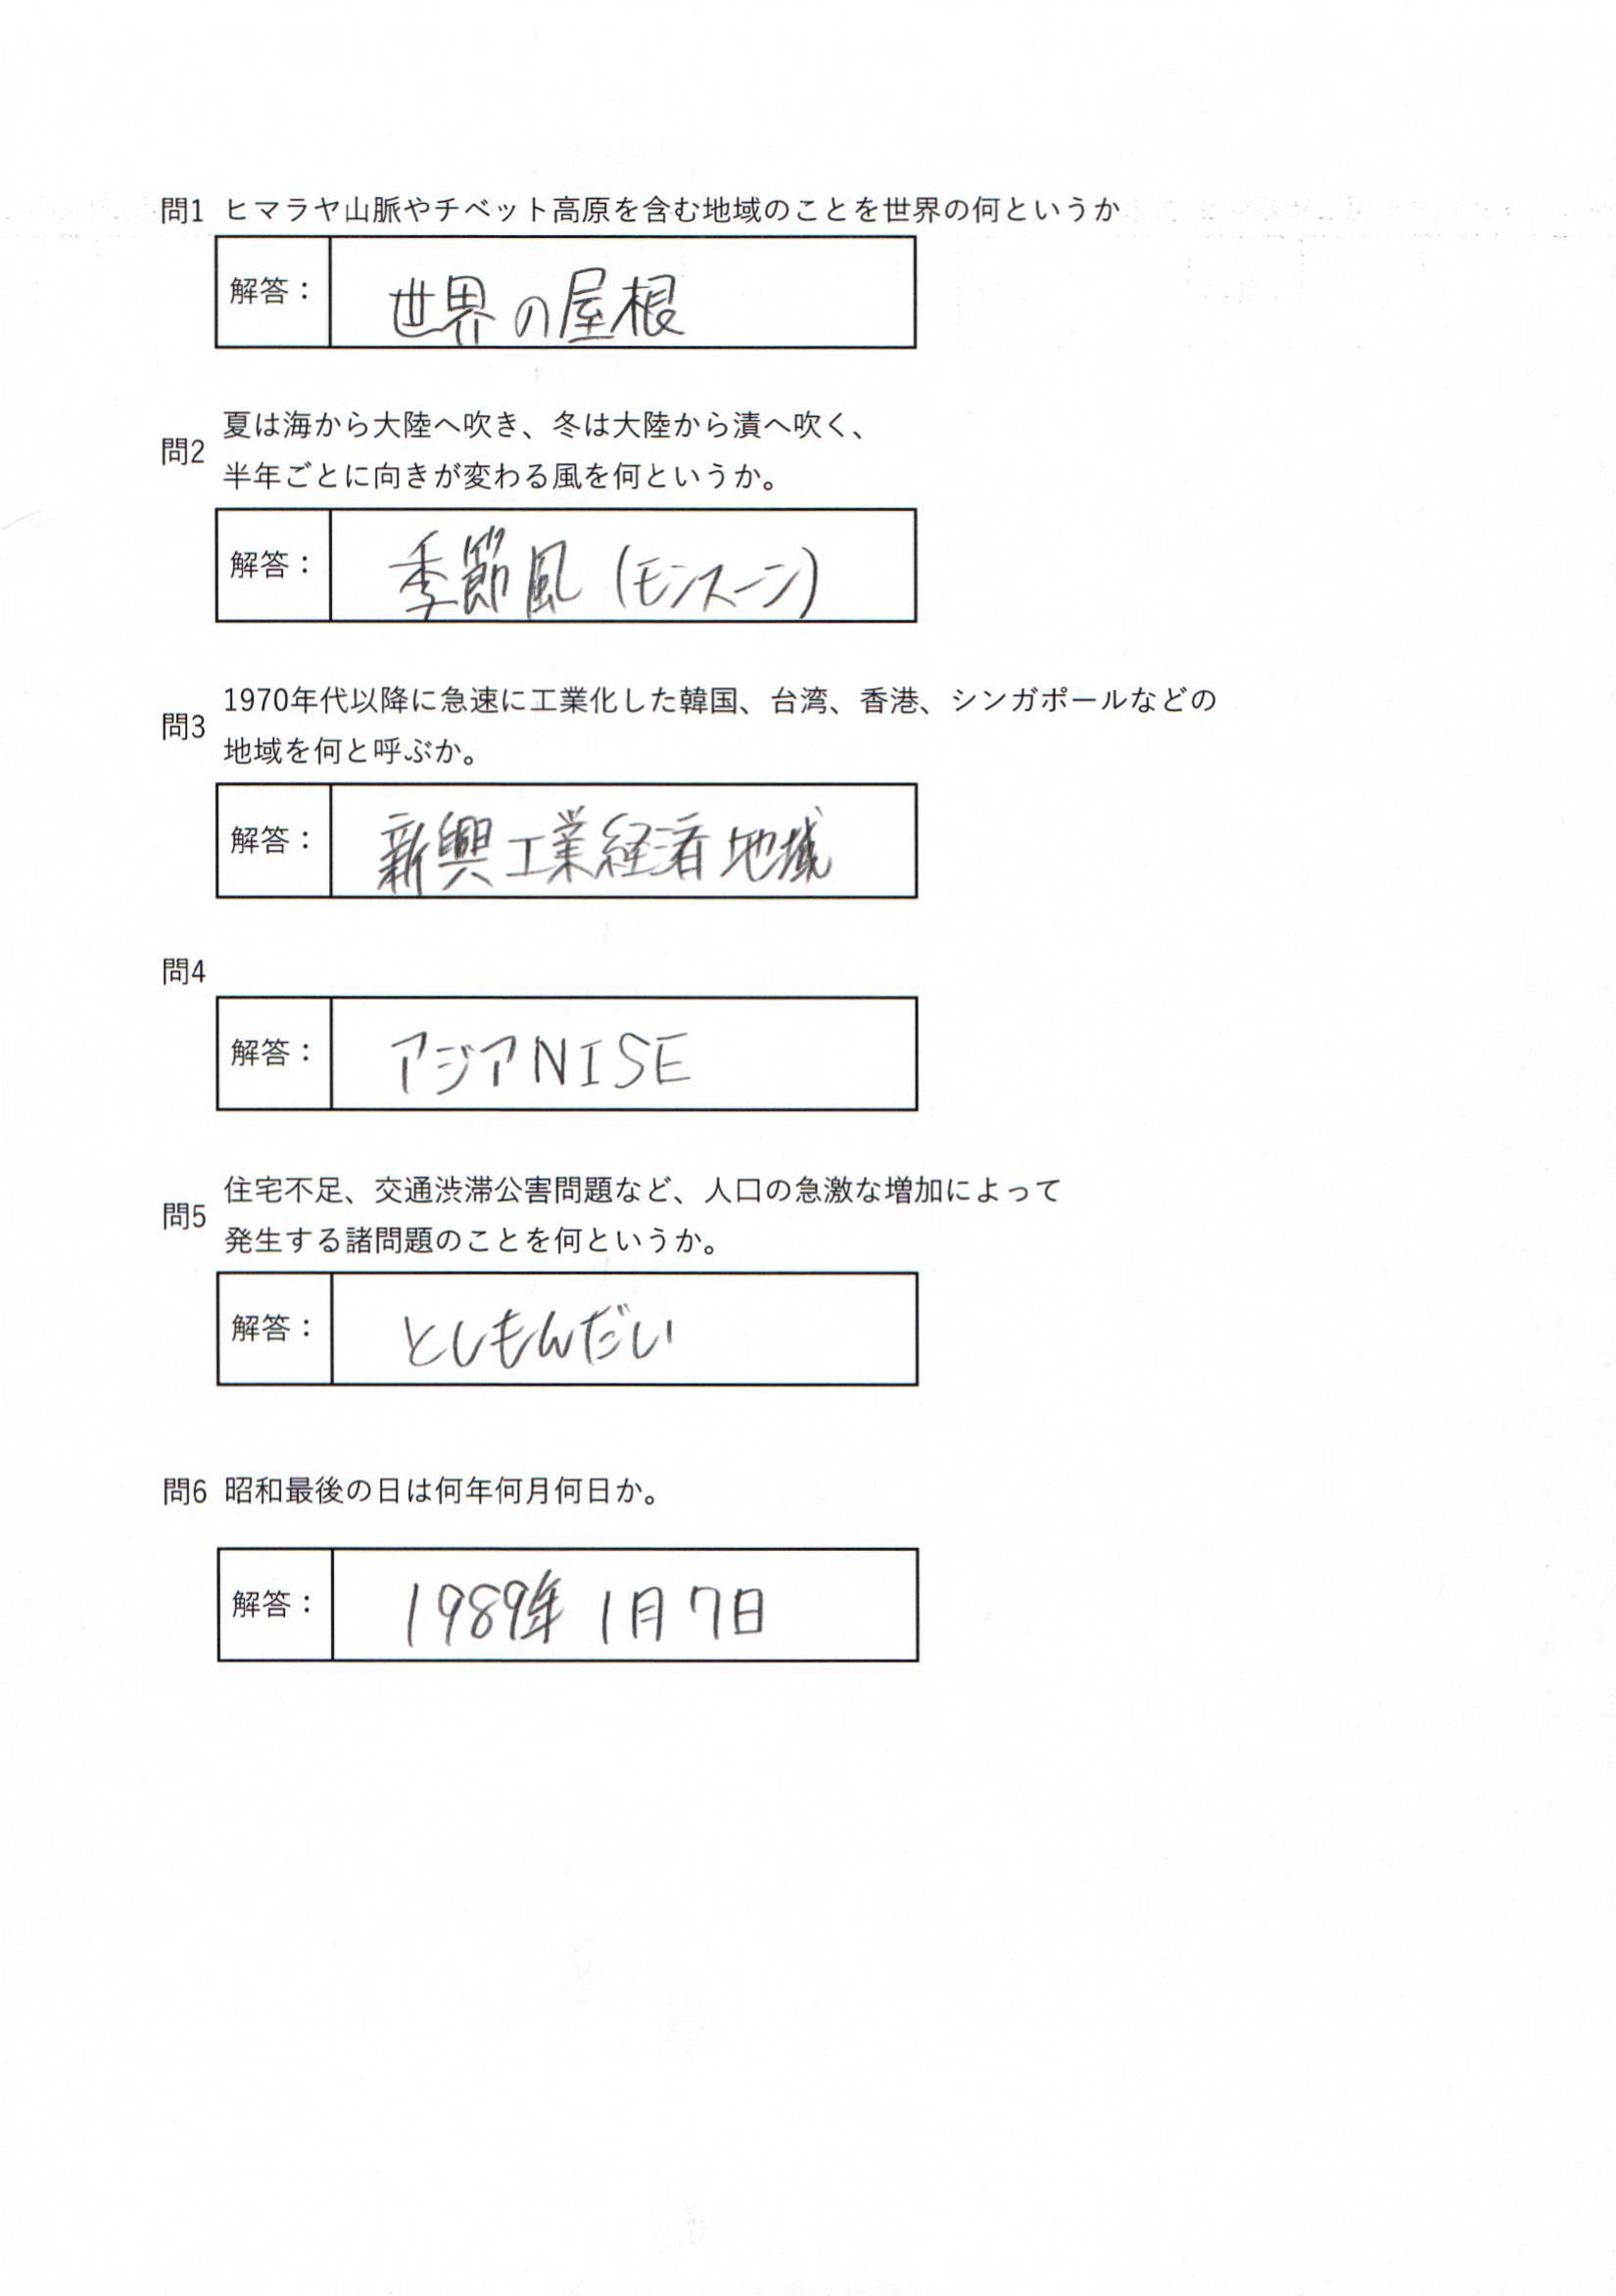 問1 ヒマラヤ山脈やチベット高原を含む地域のことを世界の何というか
解答： 世界の屋根
問2 夏は海から大陸へ吹き、冬は大陸から漬へ吹く、
半年ごとに向きが変わる風を何というか。
解答： 季節風（モンスーン）
問3 1970年代以降に急速に工業化した韓国、台湾、香港、シンガポールなどの
地域を何と呼ぶか。
解答： 新興工業経済地域
問4
解答： アジアNISE
問5 住宅不足、交通渋滞公害問題など、人口の急激な増加によって
発生する諸問題のことを何というか。
解答： としもんだい
問6 昭和最後の日は何年何月何日か。
解答： 1989年 1月7日